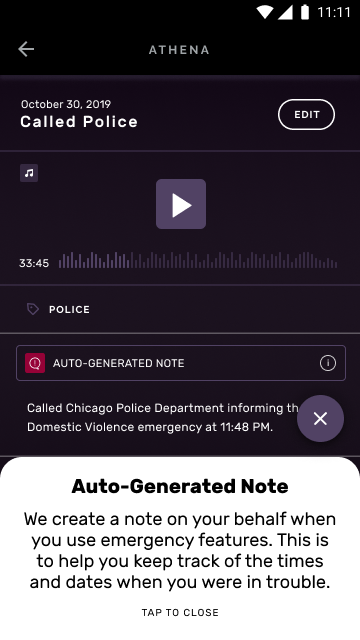 11:11
ATHENA
October 30, 2019
Called Police
EDIT
33:45
POLICE
AUTO-GENERATED NOTE
Called Chicago Police Department informing
Domestic Violence emergency at 11:48 PM.
Auto-Generated Note
We create a note on your behalf when
you use emergency features. This is
to help you keep track of the times
and dates when you were in trouble.
TAP TO CLOSE